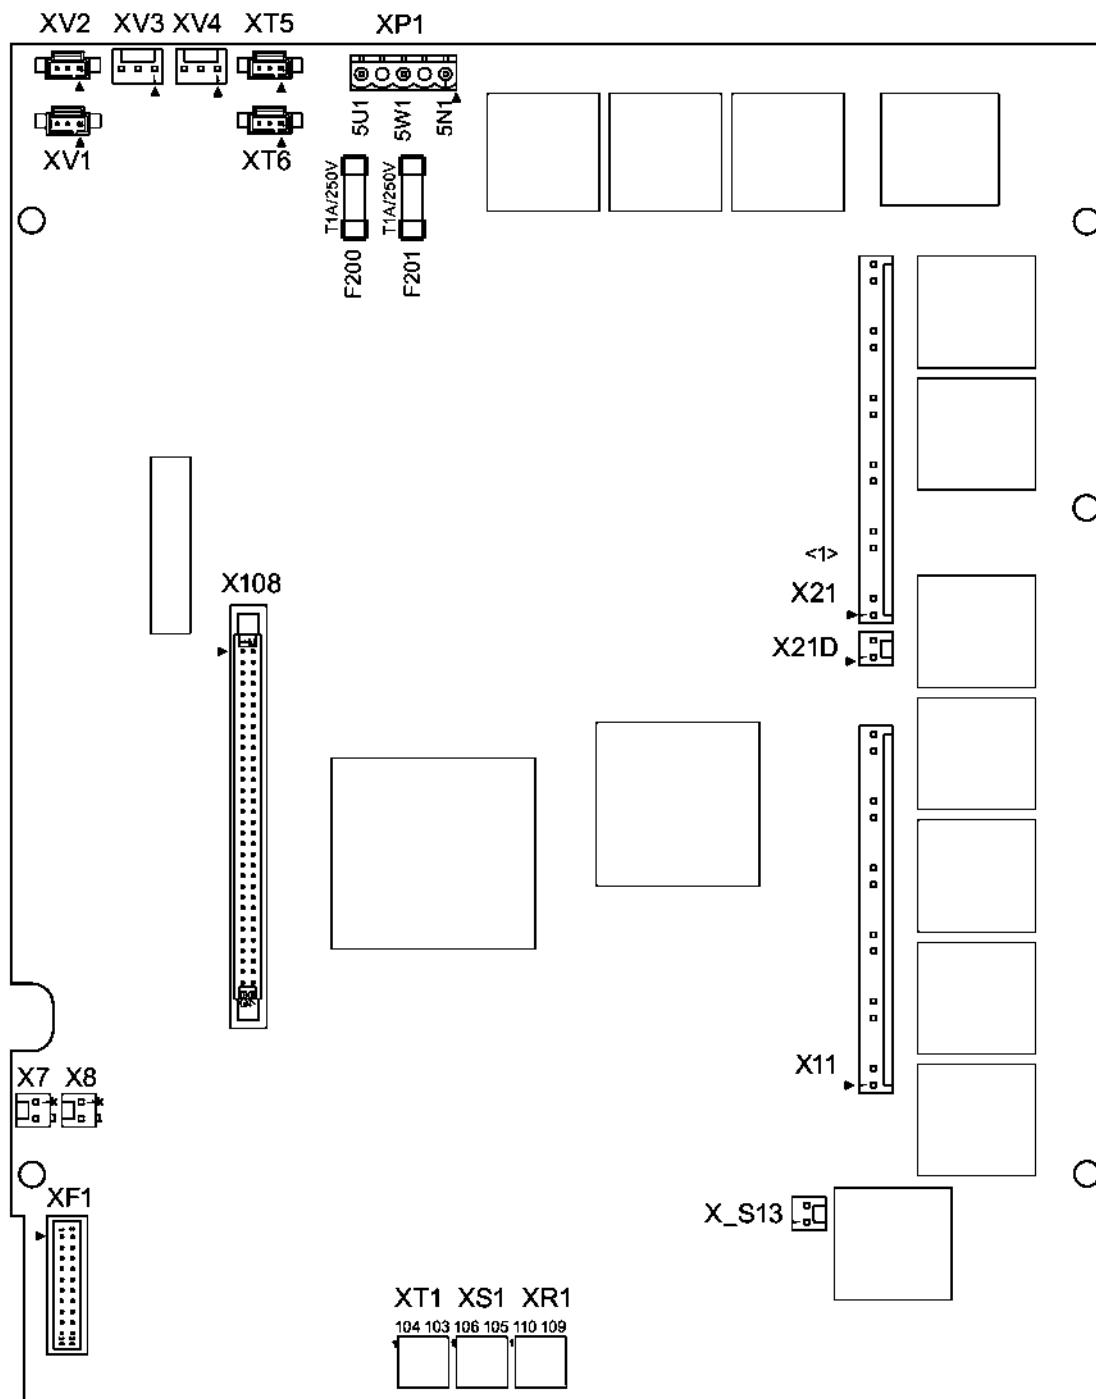 XV2 XV3 XV4 XT5 XP1
5U1 5W1 5N1
XV1 XT6
T1A/250V T1A/250V
F200 F201
<1>
X108 X21
X21D
X11
X7 X8
XF1
X_S13
XT1 XS1 XR1
104 103 106 105 110 109